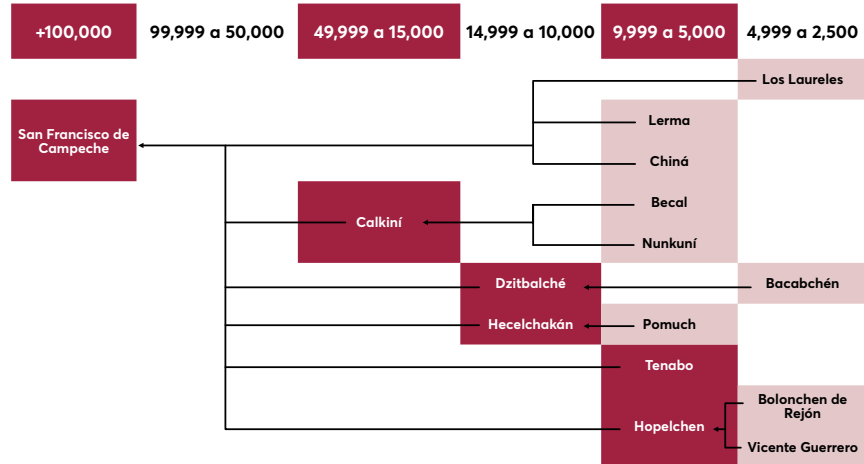 +100,000
99,999 a 50,000
49,999 a 15,000
14,999 a 10,000
9,999 a 5,000
4,999 a 2,500
Los Laureles
San Francisco de
Campeche
Lerma
Chiná
Calkiní
Becal
Nunkuní
Dzitbalché
Bacabchén
Hecelchakán
Pomuch
Tenabo
Hopelchen
Bolonchen de
Rejón
Vicente Guerrero